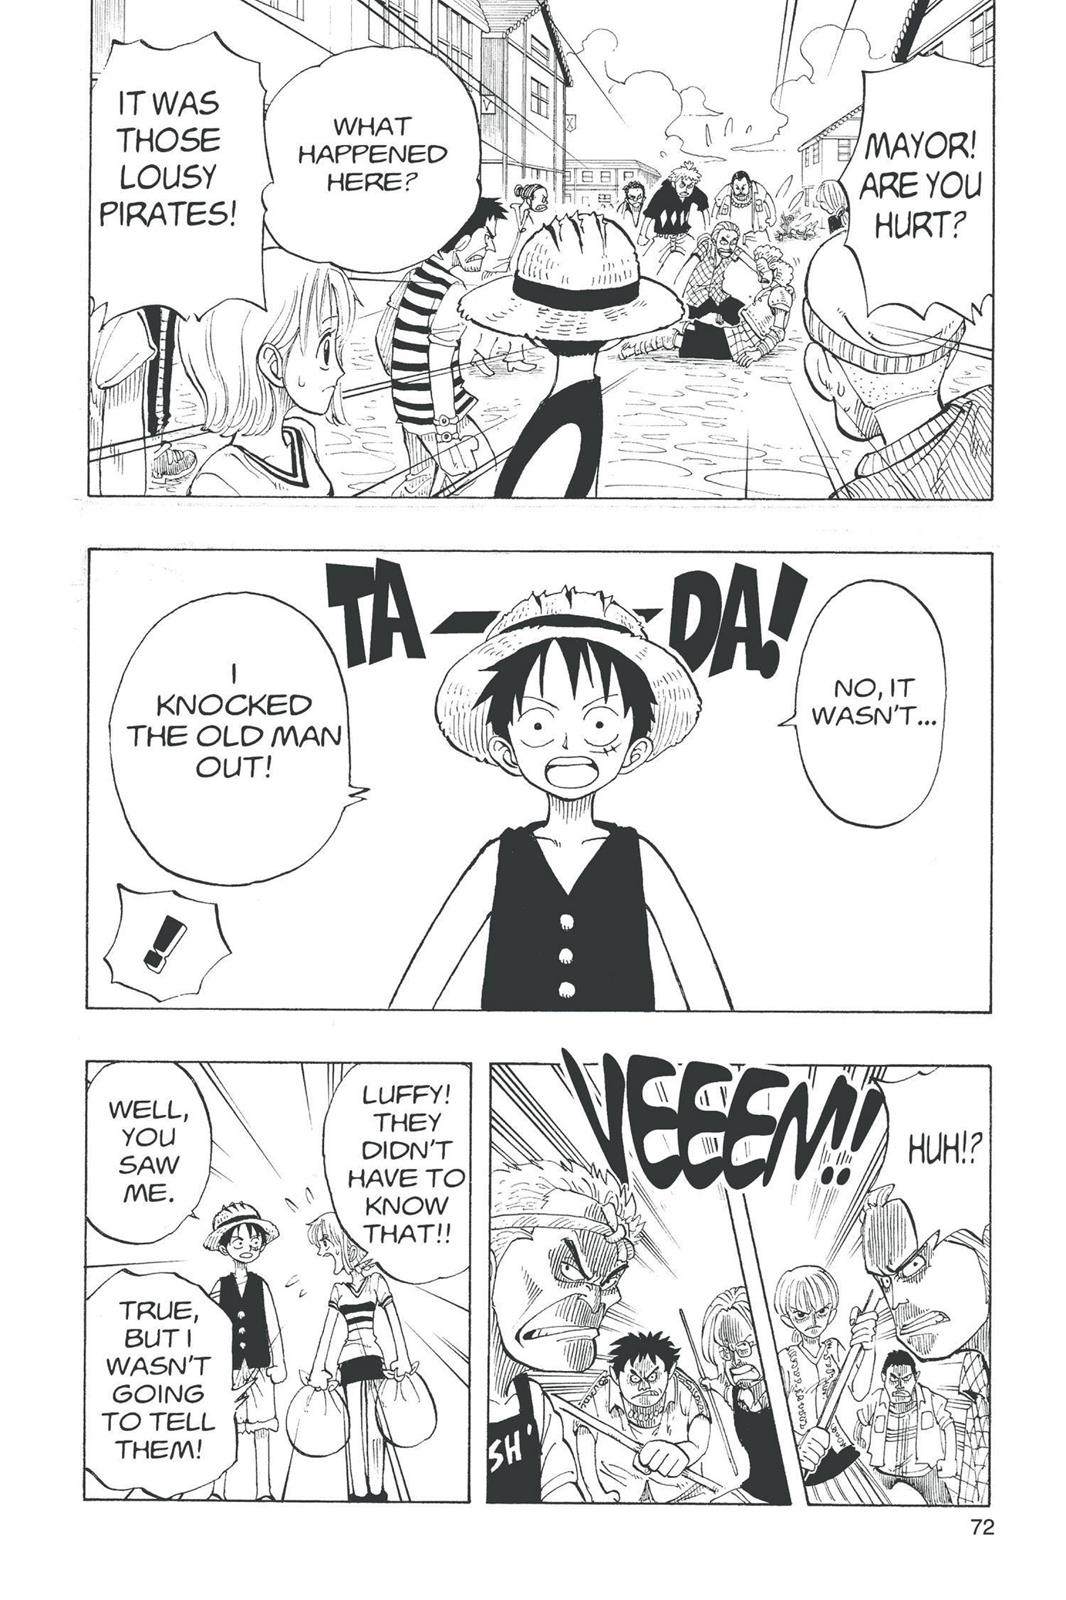 MAYOR!
ARE YOU
HURT?
WHAT
HAPPENED
HERE?
IT WAS
THOSE
LOUSY
PIRATES!
NO, IT
WASN'T...
TA-DA!
I
KNOCKED
THE OLD MAN
OUT!
!
HUH!?
VEEEM!!
SH'
LUFFY!
THEY
DIDN'T
HAVE TO
KNOW
THAT!!
WELL,
YOU
SAW
ME.
TRUE,
BUT I
WASN'T
GOING
TO TELL
THEM!
72